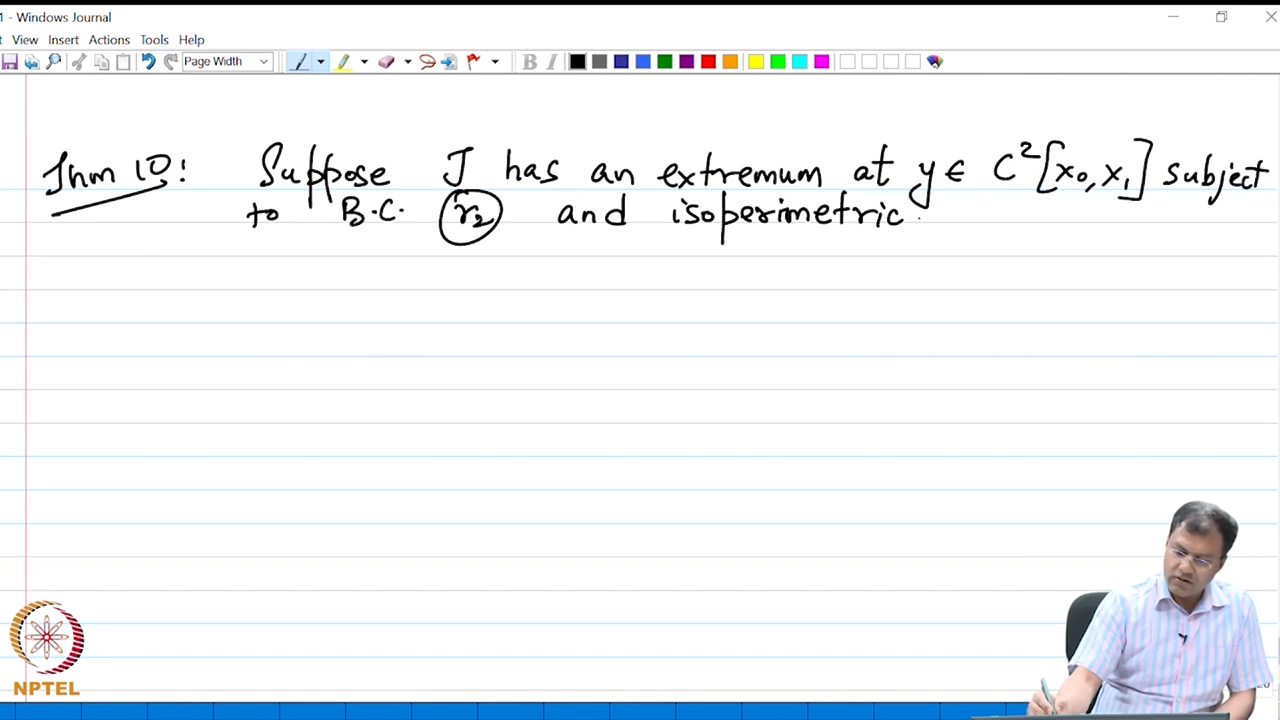 1 - Windows Journal
t View Insert Actions Tools Help
Page Width
B I
Thm 10: Suppose J has an extremum at y ∈ C²[x₀, x₁] subject
to B.C. r₂ and isoperimetric
NPTEL